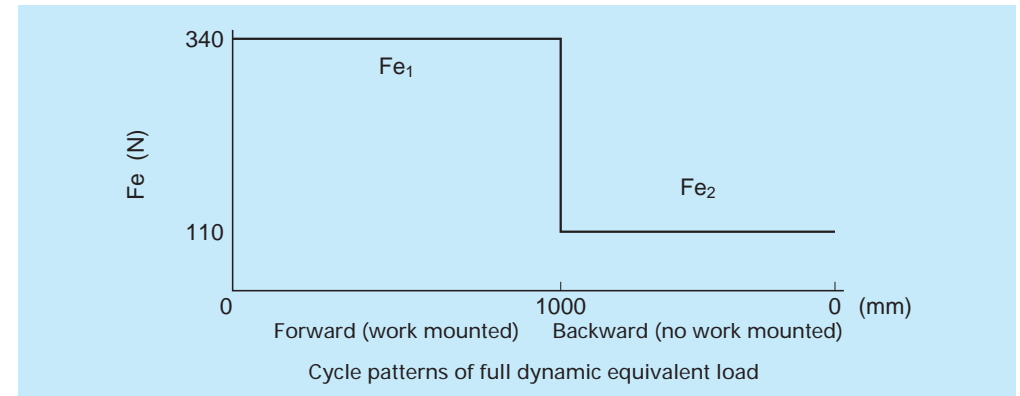 340
Fe₁
Fe (N)
Fe₂
110
0 1000 0 (mm)
Forward (work mounted) Backward (no work mounted)
Cycle patterns of full dynamic equivalent load